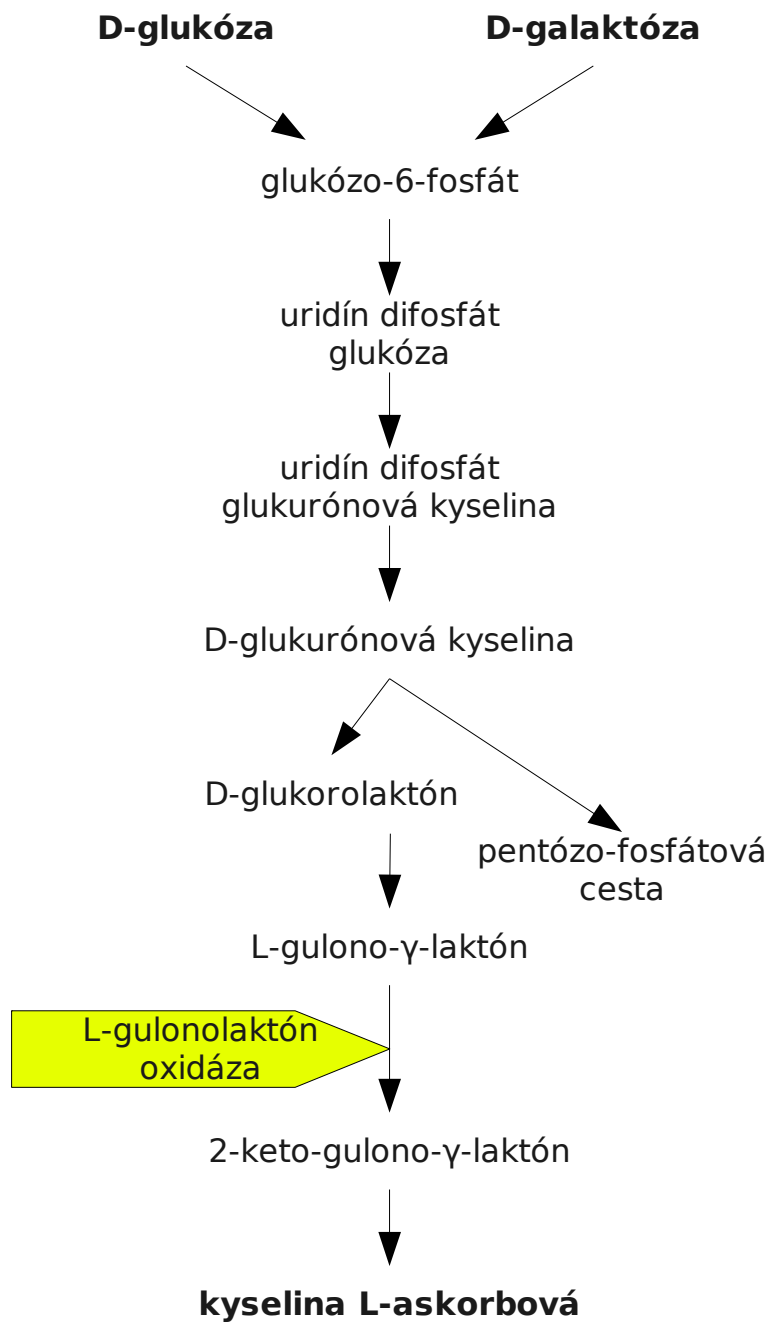 D-glukóza
D-galaktóza
glukózo-6-fosfát
uridín difosfát
glukóza
uridín difosfát
glukurónová kyselina
D-glukurónová kyselina
D-glukorolaktón
pentózo-fosfátová
cesta
L-gulono-γ-laktón
L-gulonolaktón
oxidáza
2-keto-gulono-γ-laktón
kyselina L-askorbová